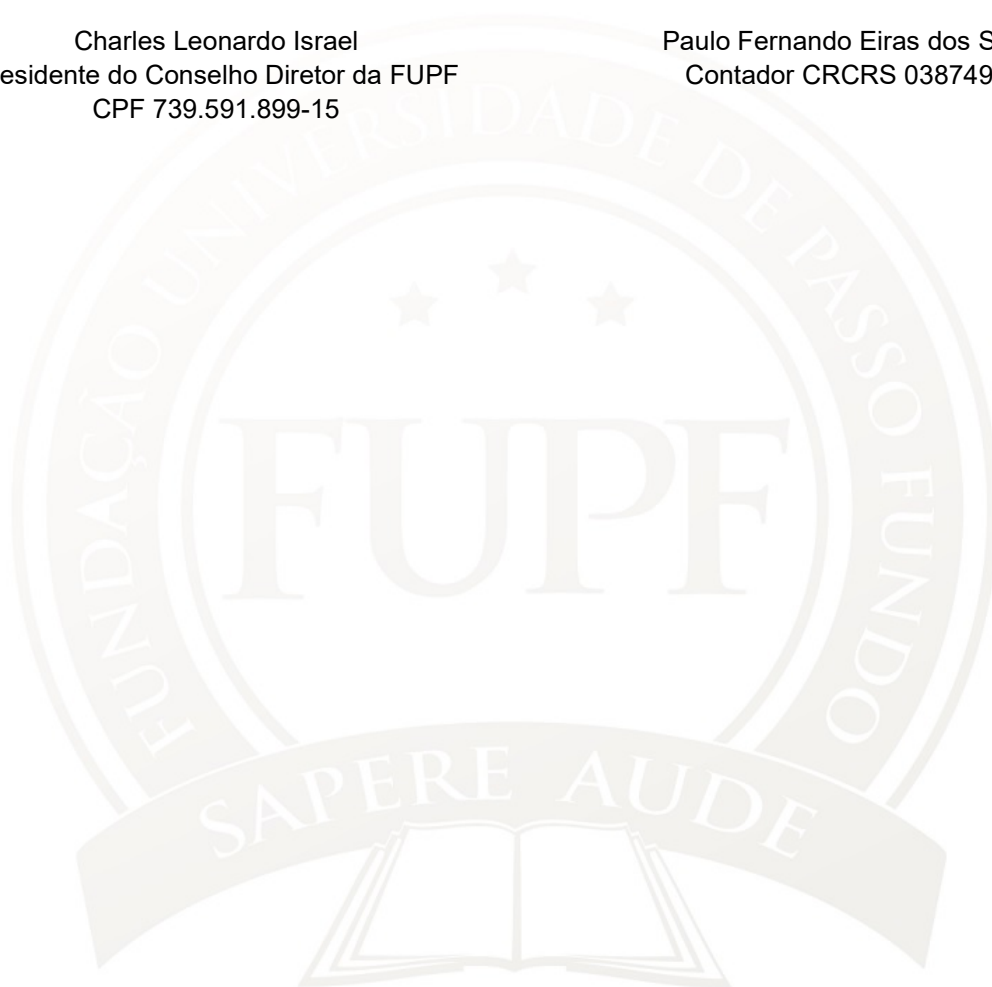 Charles Leonardo Israel
esidente do Conselho Diretor da FUPF
CPF 739.591.899-15
Paulo Fernando Eiras dos S
Contador CRCRS 038749
FUNDAÇÃO UNIVERSIDADE DE PASSO FUNDO
FUPF
SAPERE AUDE